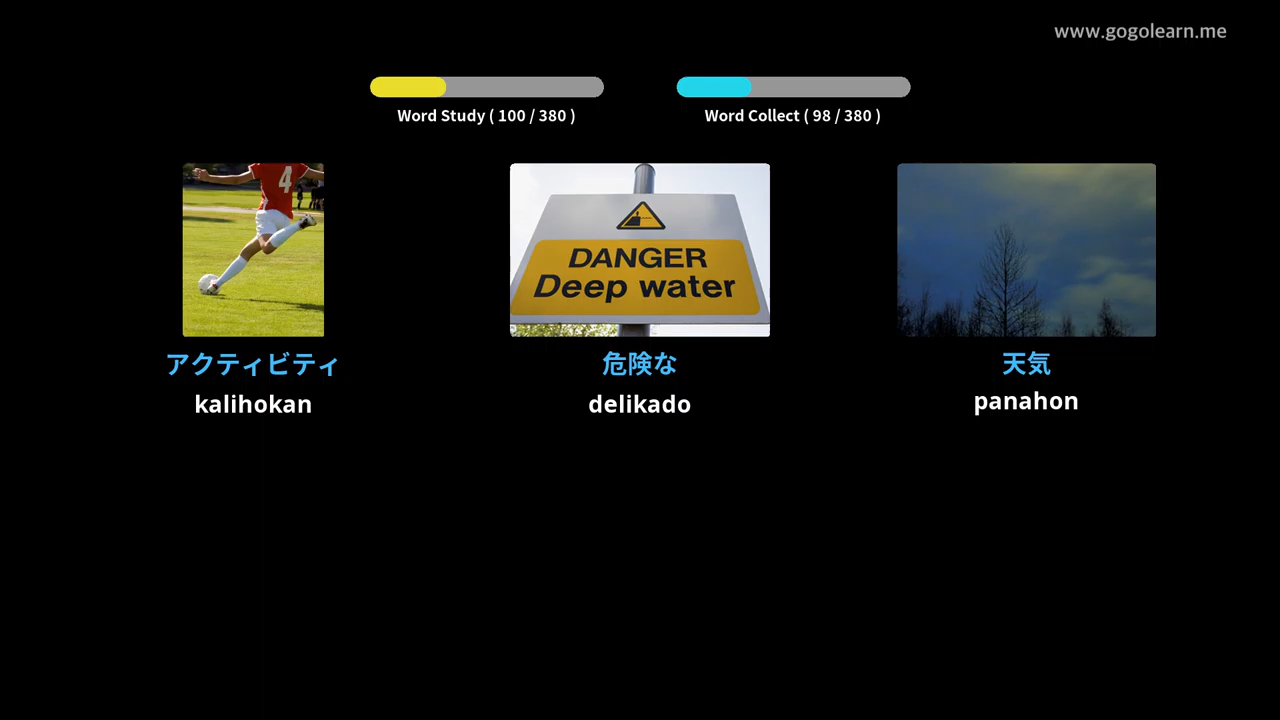 www.gogolearn.me
Word Study ( 100 / 380 )
Word Collect ( 98 / 380 )
4
DANGER
Deep water
アクティビティ
危険な
天気
kalihokan
delikado
panahon